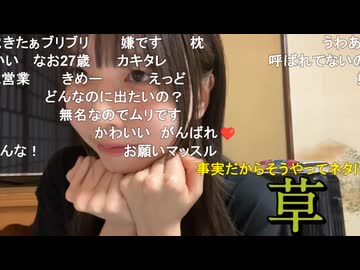 きたぁブリブリ　嫌です　枕　うわあ
いい　なお27歳　カキタレ　呼ばれてないの
営業　きめー　えっど
どんなのに出たいの？
無名なのでムリです
かわいい　がんばれ❤
んな！　お願いマッスル
事実だからそうやってネタに
草